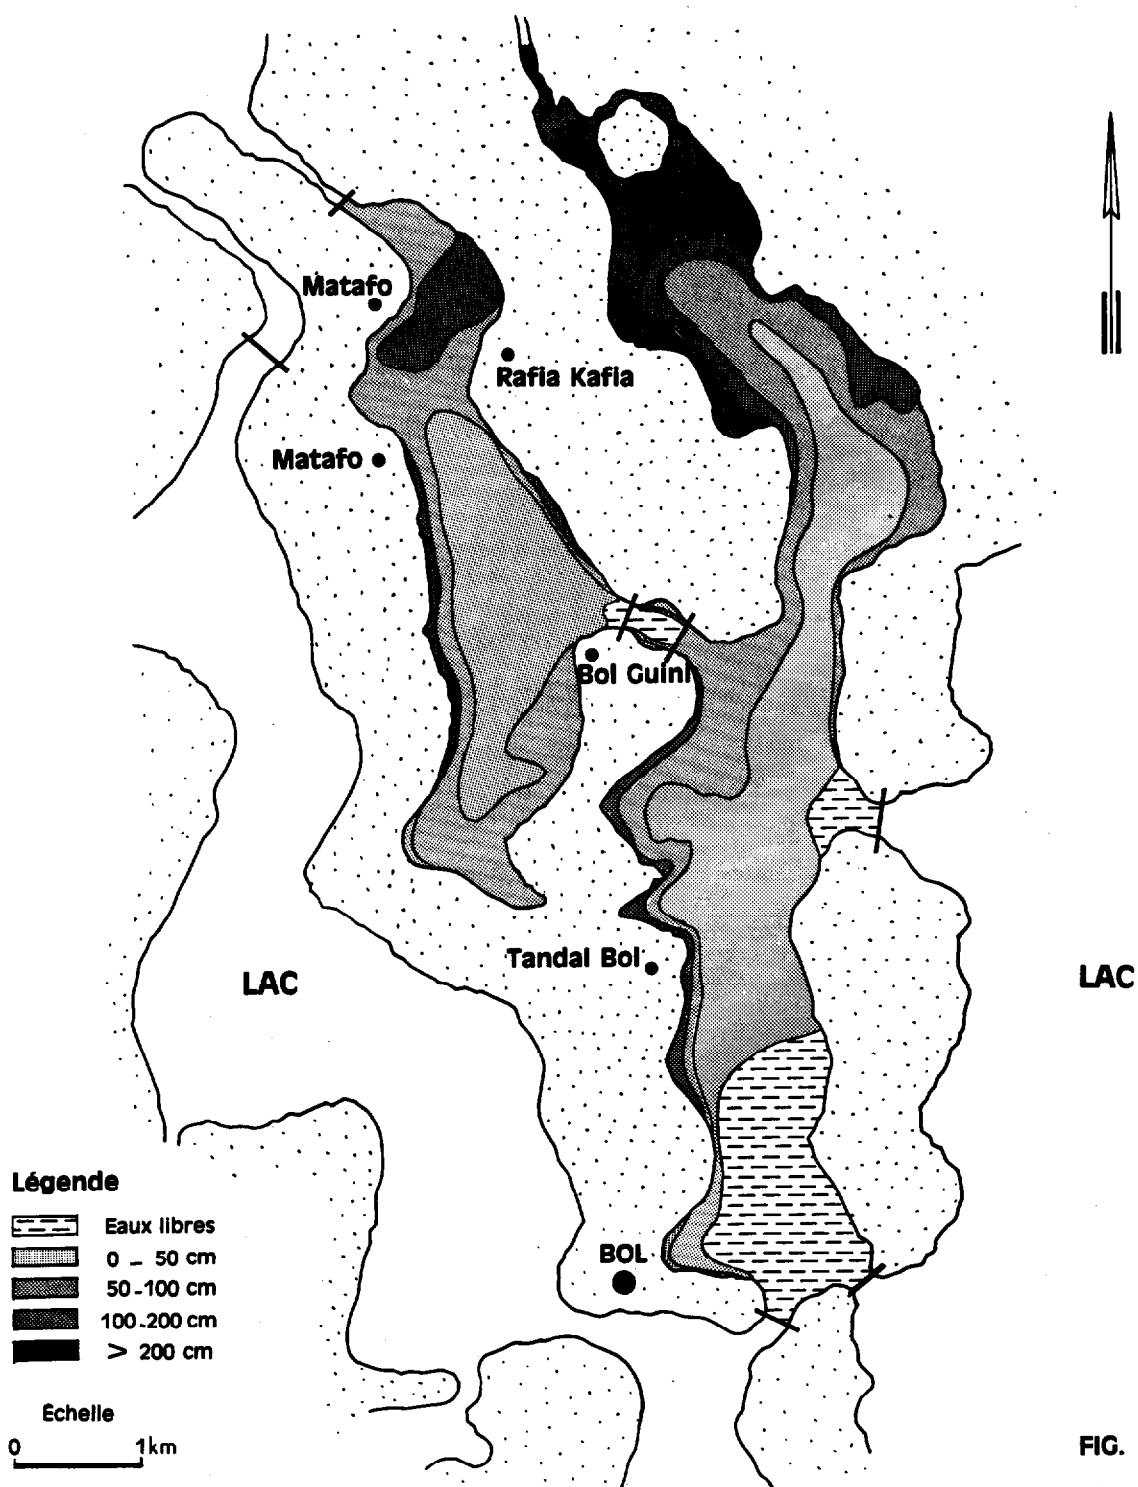 Matafo
Rafia Kafia
Matafo
Bol Guini
Tandal Bol
LAC
LAC
BOL
Légende
Eaux libres
0 - 50 cm
50-100 cm
100-200 cm
> 200 cm
Échelle
0 1km
FIG.